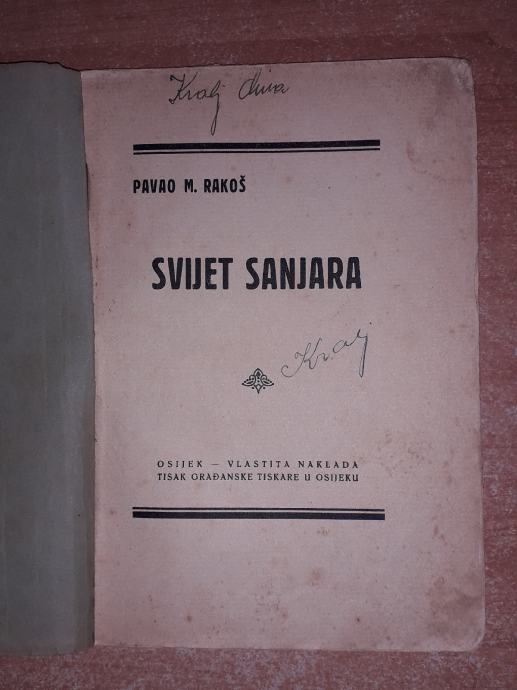 Kralj
PAVAO M. RAKOŠ
SVIJET SANJARA
Kralj
OSIJEK — VLASTITA NAKLADA
TISAK GRAĐANSKE TISKARE U OSIJEKU